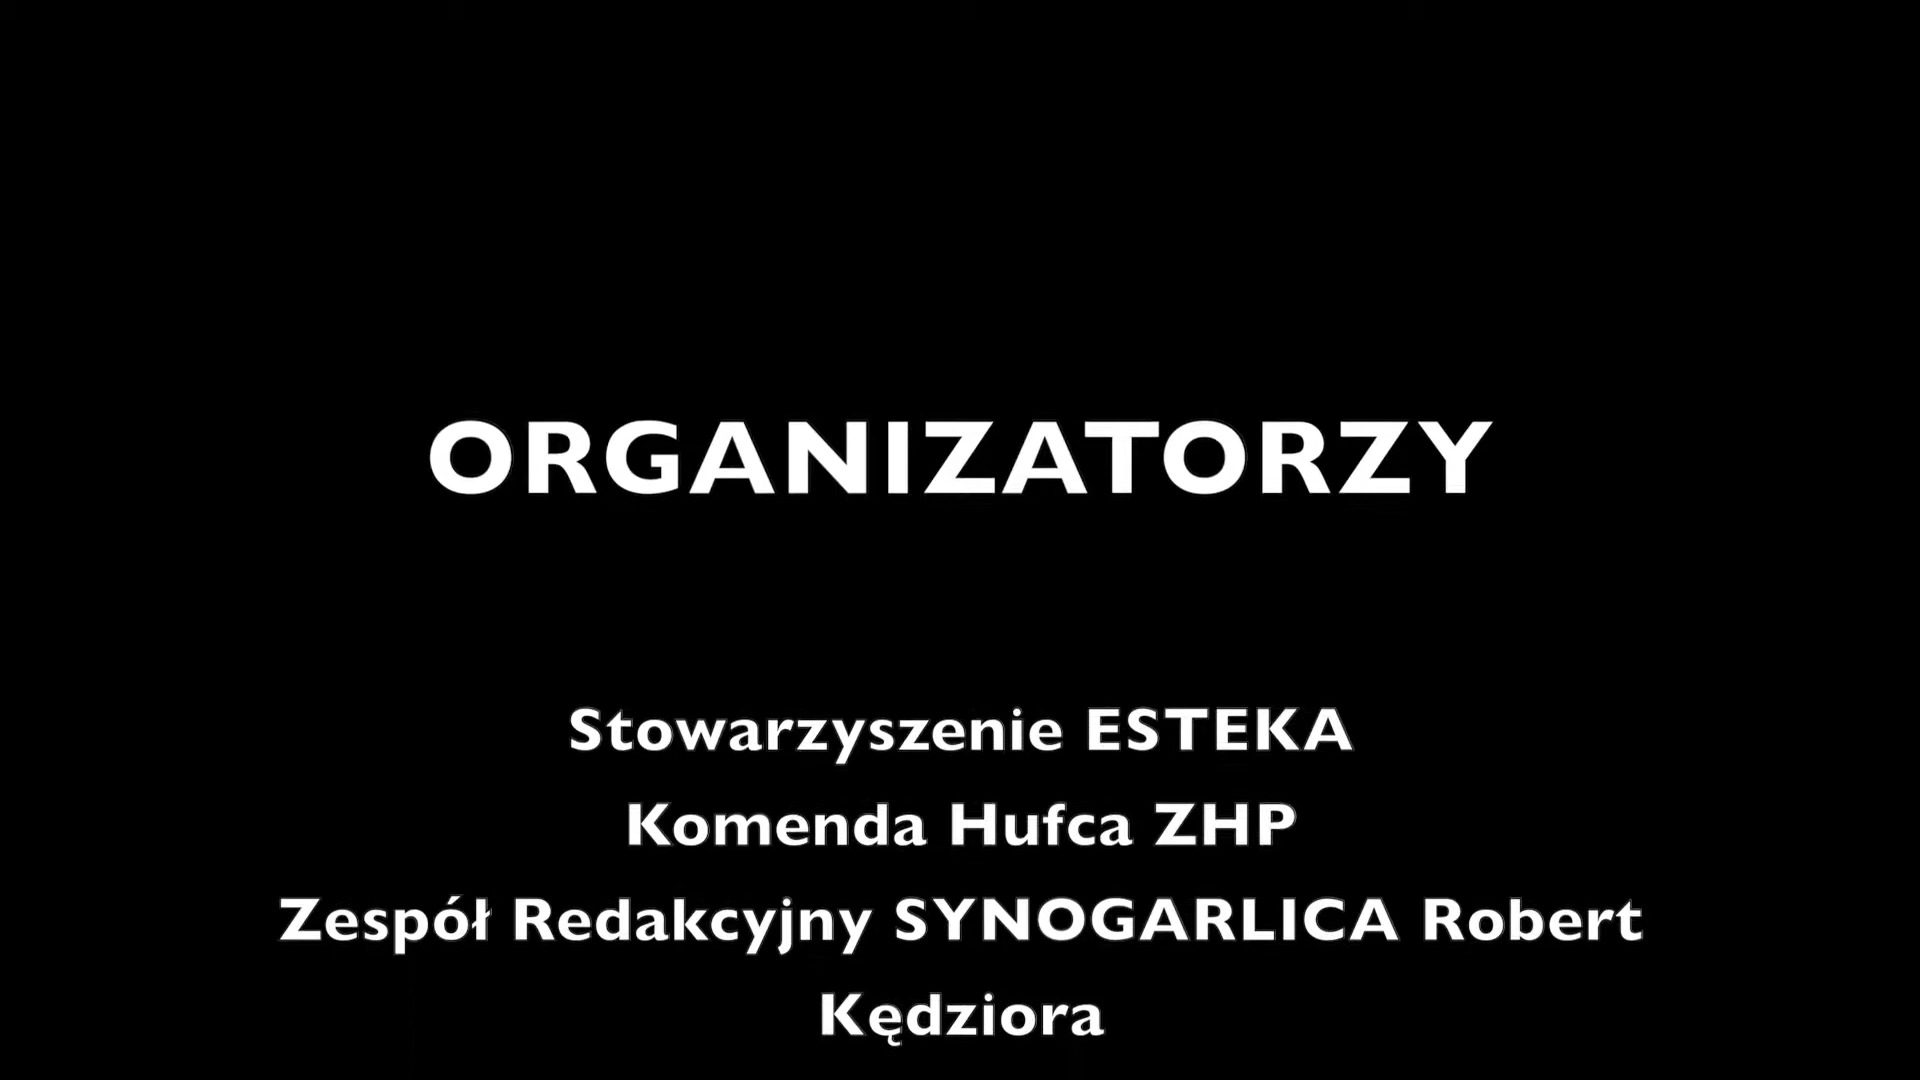 ORGANIZATORZY
Stowarzyszenie ESTEKA
Komenda Hufca ZHP
Zespół Redakcyjny SYNOGARLICA Robert
Kędziora